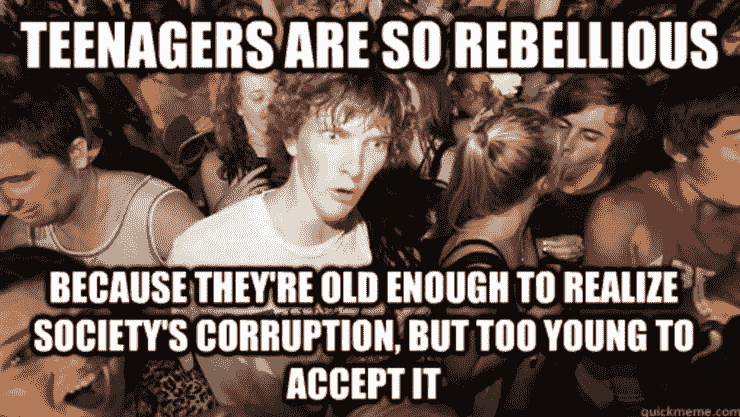 TEENAGERS ARE SO REBELLIOUS
BECAUSE THEY'RE OLD ENOUGH TO REALIZE
SOCIETY'S CORRUPTION, BUT TOO YOUNG TO
ACCEPT IT
quickmeme.com